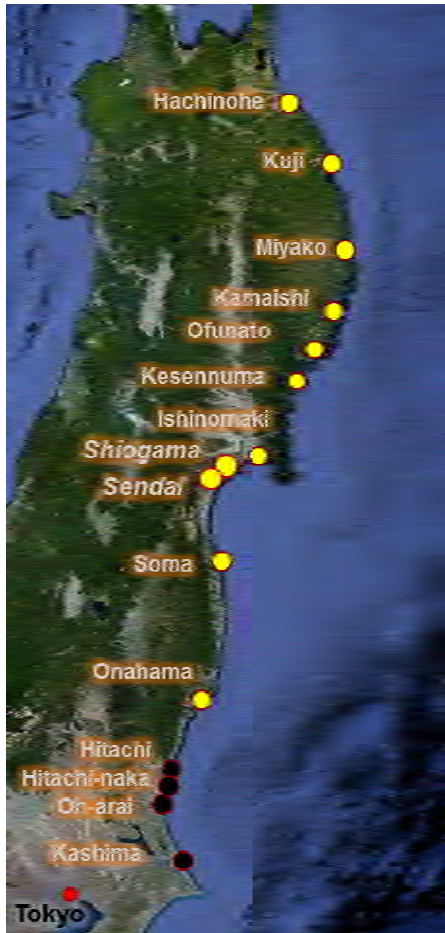 Hachinohe
Kuji
Miyako
Kamaishi
Ofunato
Kesennuma
Ishinomaki
Shiogama
Sendai
Soma
Onahama
Hitachi
Hitachi-naka
Oh-arai
Kashima
Tokyo